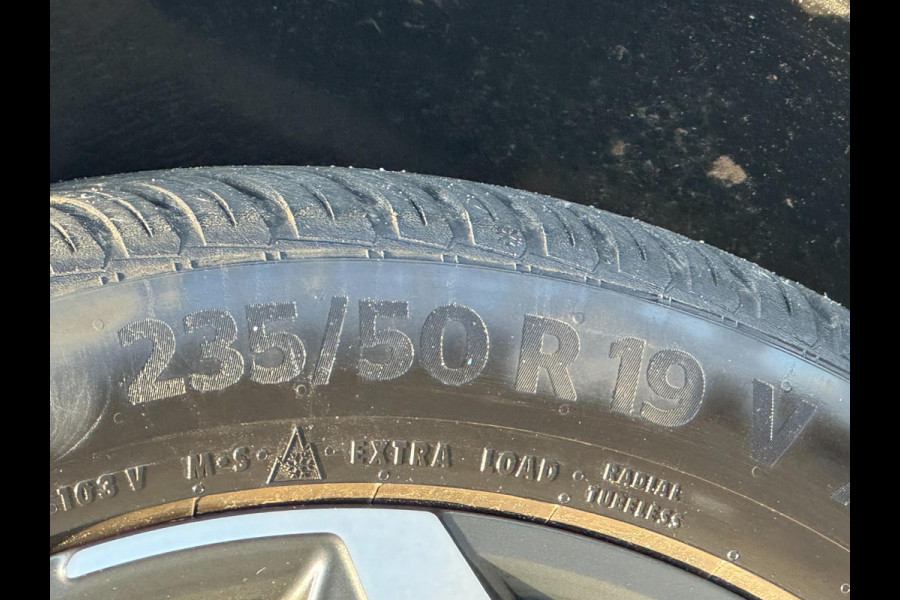 235/50 R 19 V
103 V M+S EXTRA LOAD RADIAL
TUBELESS